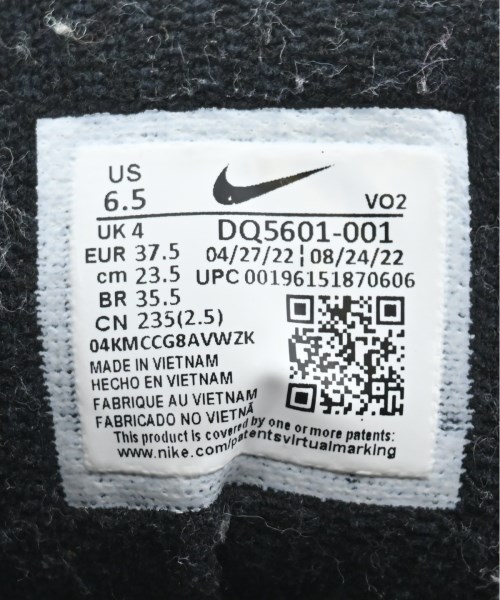 US
6.5
VO2
UK 4
DQ5601-001
EUR 37.5
04/27/22 ¦ 08/24/22
cm 23.5
UPC 00196151870606
BR 35.5
CN 235(2.5)
04KMCCG8AVWZK
MADE IN VIETNAM
HECHO EN VIETNAM
FABRIQUE AU VIETNAM
FABRICADO NO VIETNÃ
This product is covered by one or more patents:
www.nike.com/patentsvirtualmarking